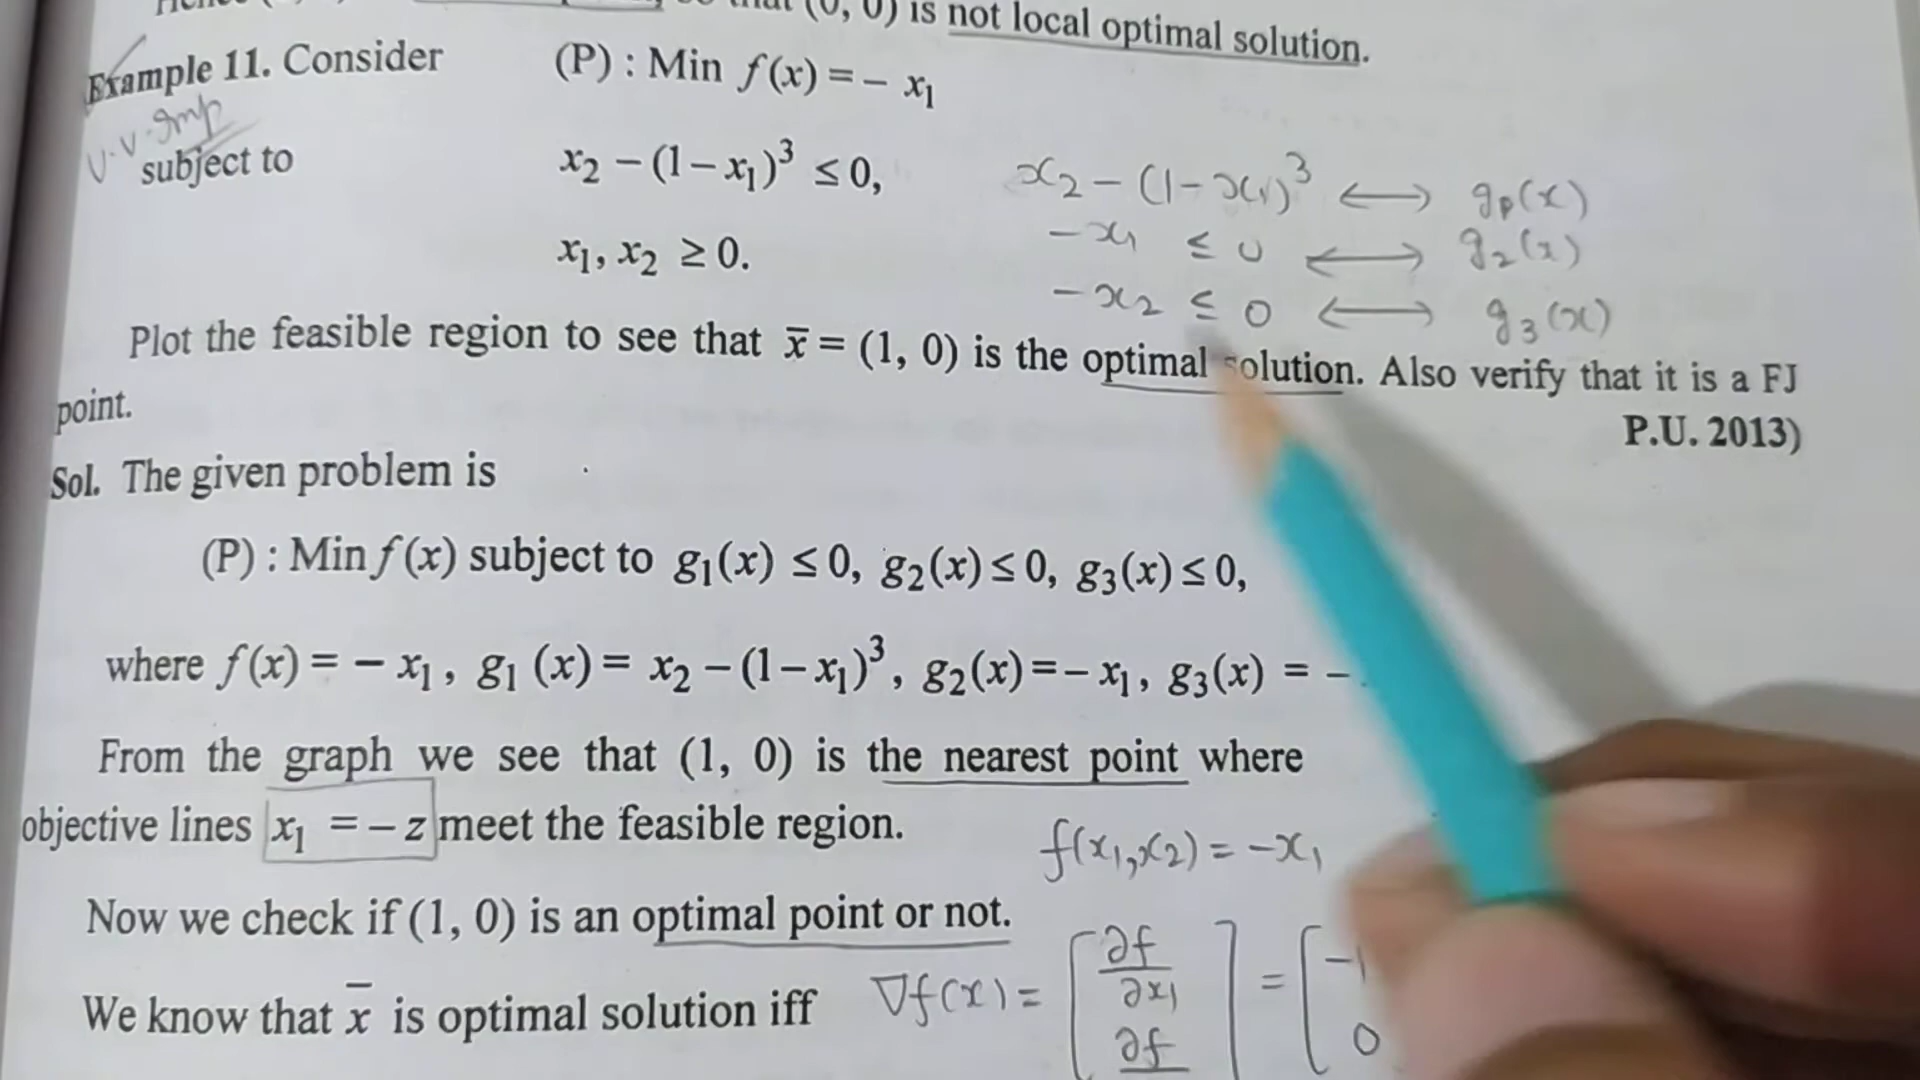 (0, 0) is not local optimal solution.
Example 11. Consider (P) : Min f(x) = − x₁
v.v.Imp
subject to x₂ − (1 − x₁)³ ≤ 0,
x₂ − (1 − x₁)³ ⟷ g₁(x)
−x₁ ≤ 0 ⟷ g₂(x)
x₁, x₂ ≥ 0.
−x₂ ≤ 0 ⟷ g₃(x)
Plot the feasible region to see that x̄ = (1, 0) is the optimal solution. Also verify that it is a FJ
point.
P.U. 2013)
Sol. The given problem is
(P) : Min f(x) subject to g₁(x) ≤ 0, g₂(x) ≤ 0, g₃(x) ≤ 0,
where f(x) = − x₁, g₁(x) = x₂ − (1 − x₁)³, g₂(x) = − x₁, g₃(x) = −
From the graph we see that (1, 0) is the nearest point where
objective lines x₁ = − z meet the feasible region.
f(x₁,x₂) = −x₁
Now we check if (1, 0) is an optimal point or not.
We know that x̄ is optimal solution iff
∇f(x) = [∂f/∂x₁ ∂f] = [−1 0